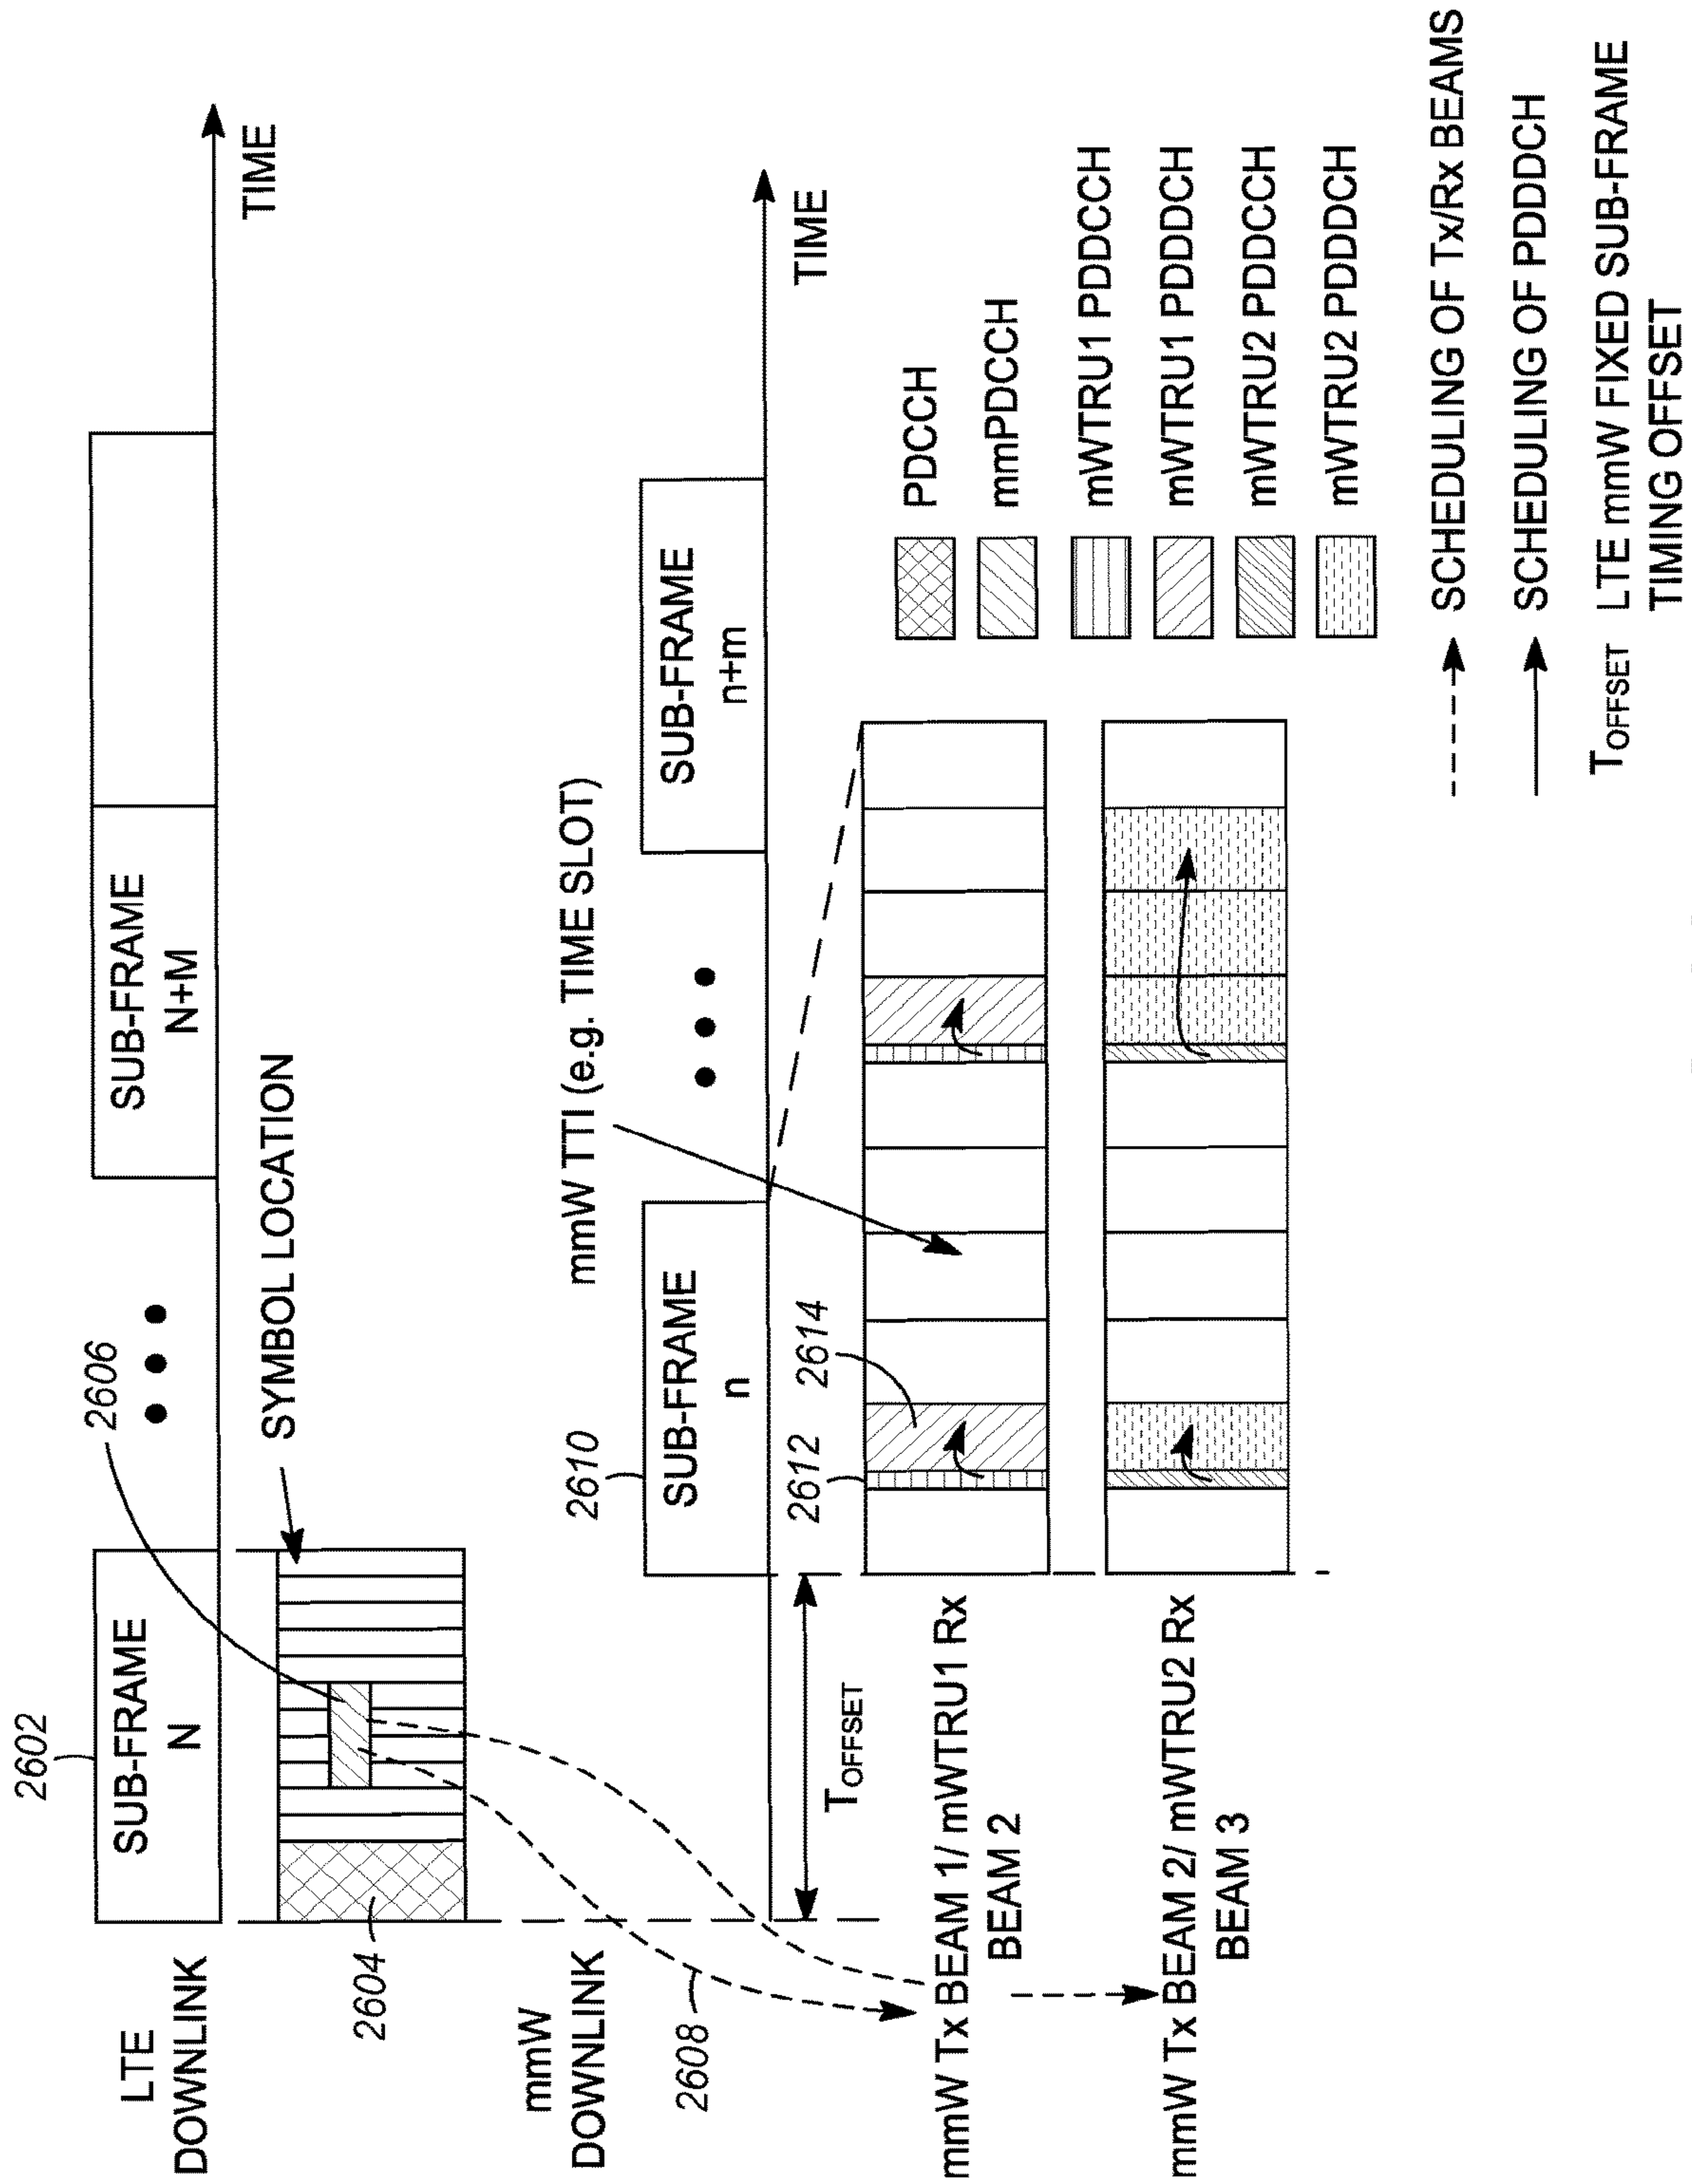 LTE
DOWNLINK
2602
SUB-FRAME
N
2606
SUB-FRAME
N+M
TIME
SYMBOL LOCATION
2604
mmW
DOWNLINK
2608
2610
SUB-FRAME
n
mmW TTI (e.g. TIME SLOT)
SUB-FRAME
n+m
TIME
TOFFSET
2612
2614
mmW Tx BEAM 1/ mWTRU1 Rx
BEAM 2
mmW Tx BEAM 2/ mWTRU2 Rx
BEAM 3
PDCCH
mmPDCCH
mWTRU1 PDDCCH
mWTRU1 PDDDCH
mWTRU2 PDDCCH
mWTRU2 PDDDCH
SCHEDULING OF Tx/Rx BEAMS
SCHEDULING OF PDDDCH
TOFFSET LTE mmW FIXED SUB-FRAME
TIMING OFFSET